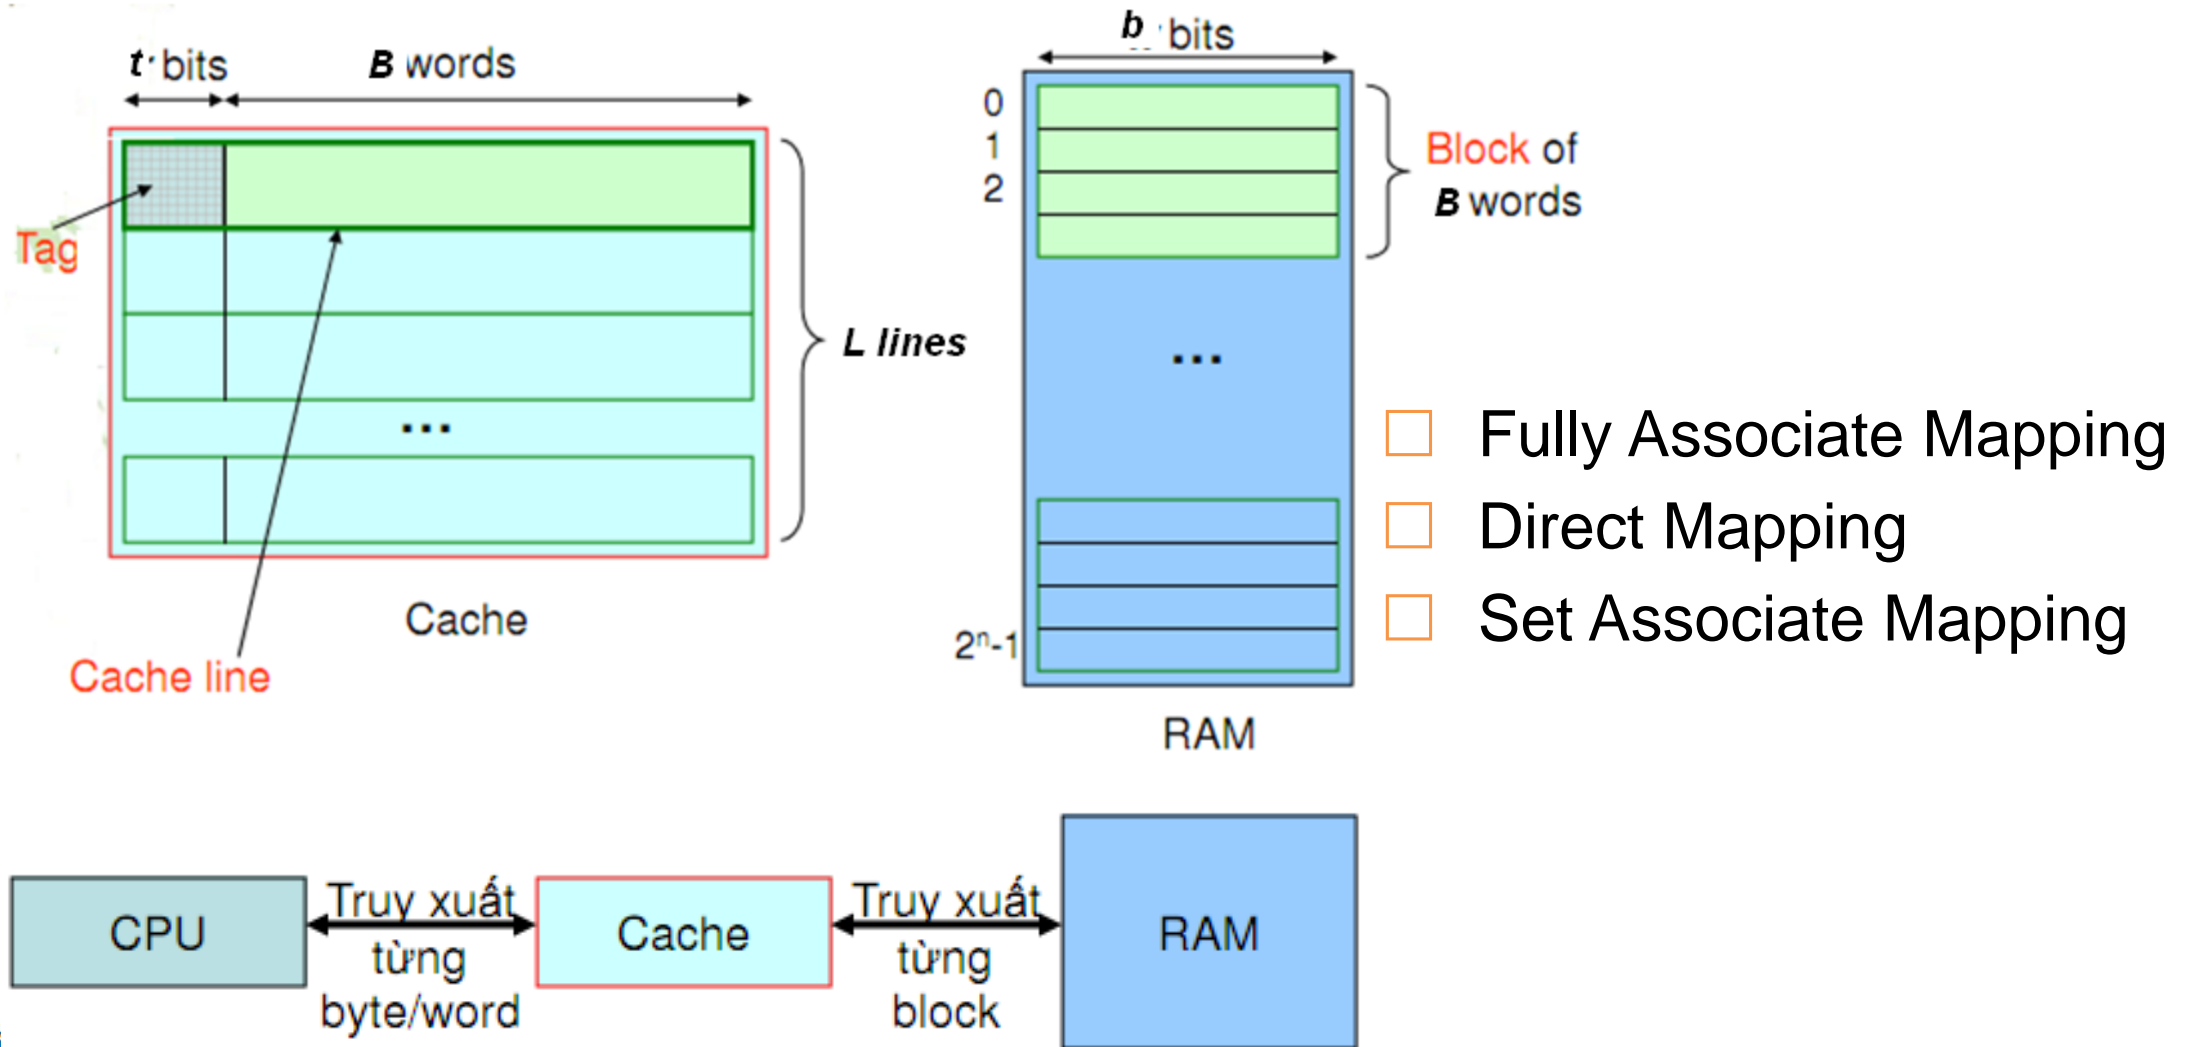 t bits
B words
Tag
L lines
...
Cache
Cache line
b bits
0
1
2
Block of
B words
...
2ⁿ-1
RAM
Fully Associate Mapping
Direct Mapping
Set Associate Mapping
CPU
Truy xuất
từng
byte/word
Cache
Truy xuất
từng
block
RAM